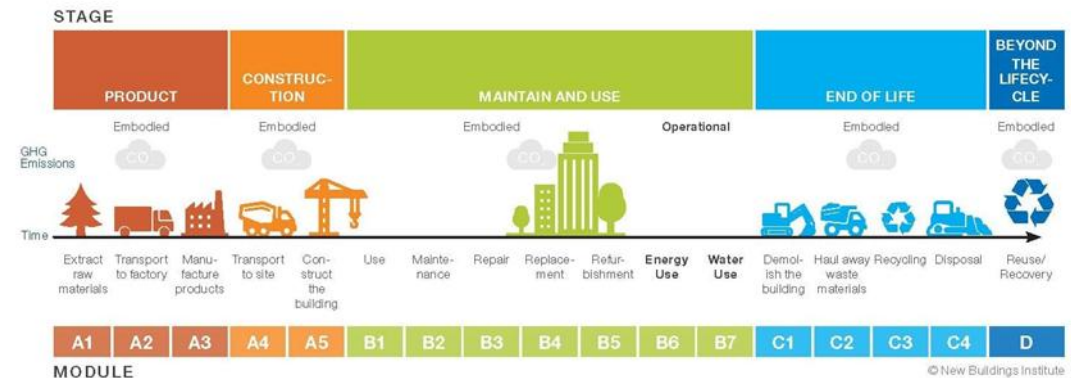 STAGE
PRODUCT
CONSTRUC-
TION
MAINTAIN AND USE
END OF LIFE
BEYOND
THE
LIFECY-
CLE
Embodied
Embodied
Embodied
Operational
Embodied
Embodied
GHG
Emissions
CO
CO
CO
CO
CO
Time
Extract
raw
materials
Transport
to factory
Manu-
facture
products
Transport
to site
Con-
struct
the
building
Use
Mainte-
nance
Repair
Replace-
ment
Refur-
bishment
Energy
Use
Water
Use
Demol-
ish the
building
Haul away
waste
materials
Recycling
Disposal
Reuse/
Recovery
A1 A2 A3 A4 A5 B1 B2 B3 B4 B5 B6 B7 C1 C2 C3 C4 D
MODULE
© New Buildings Institute